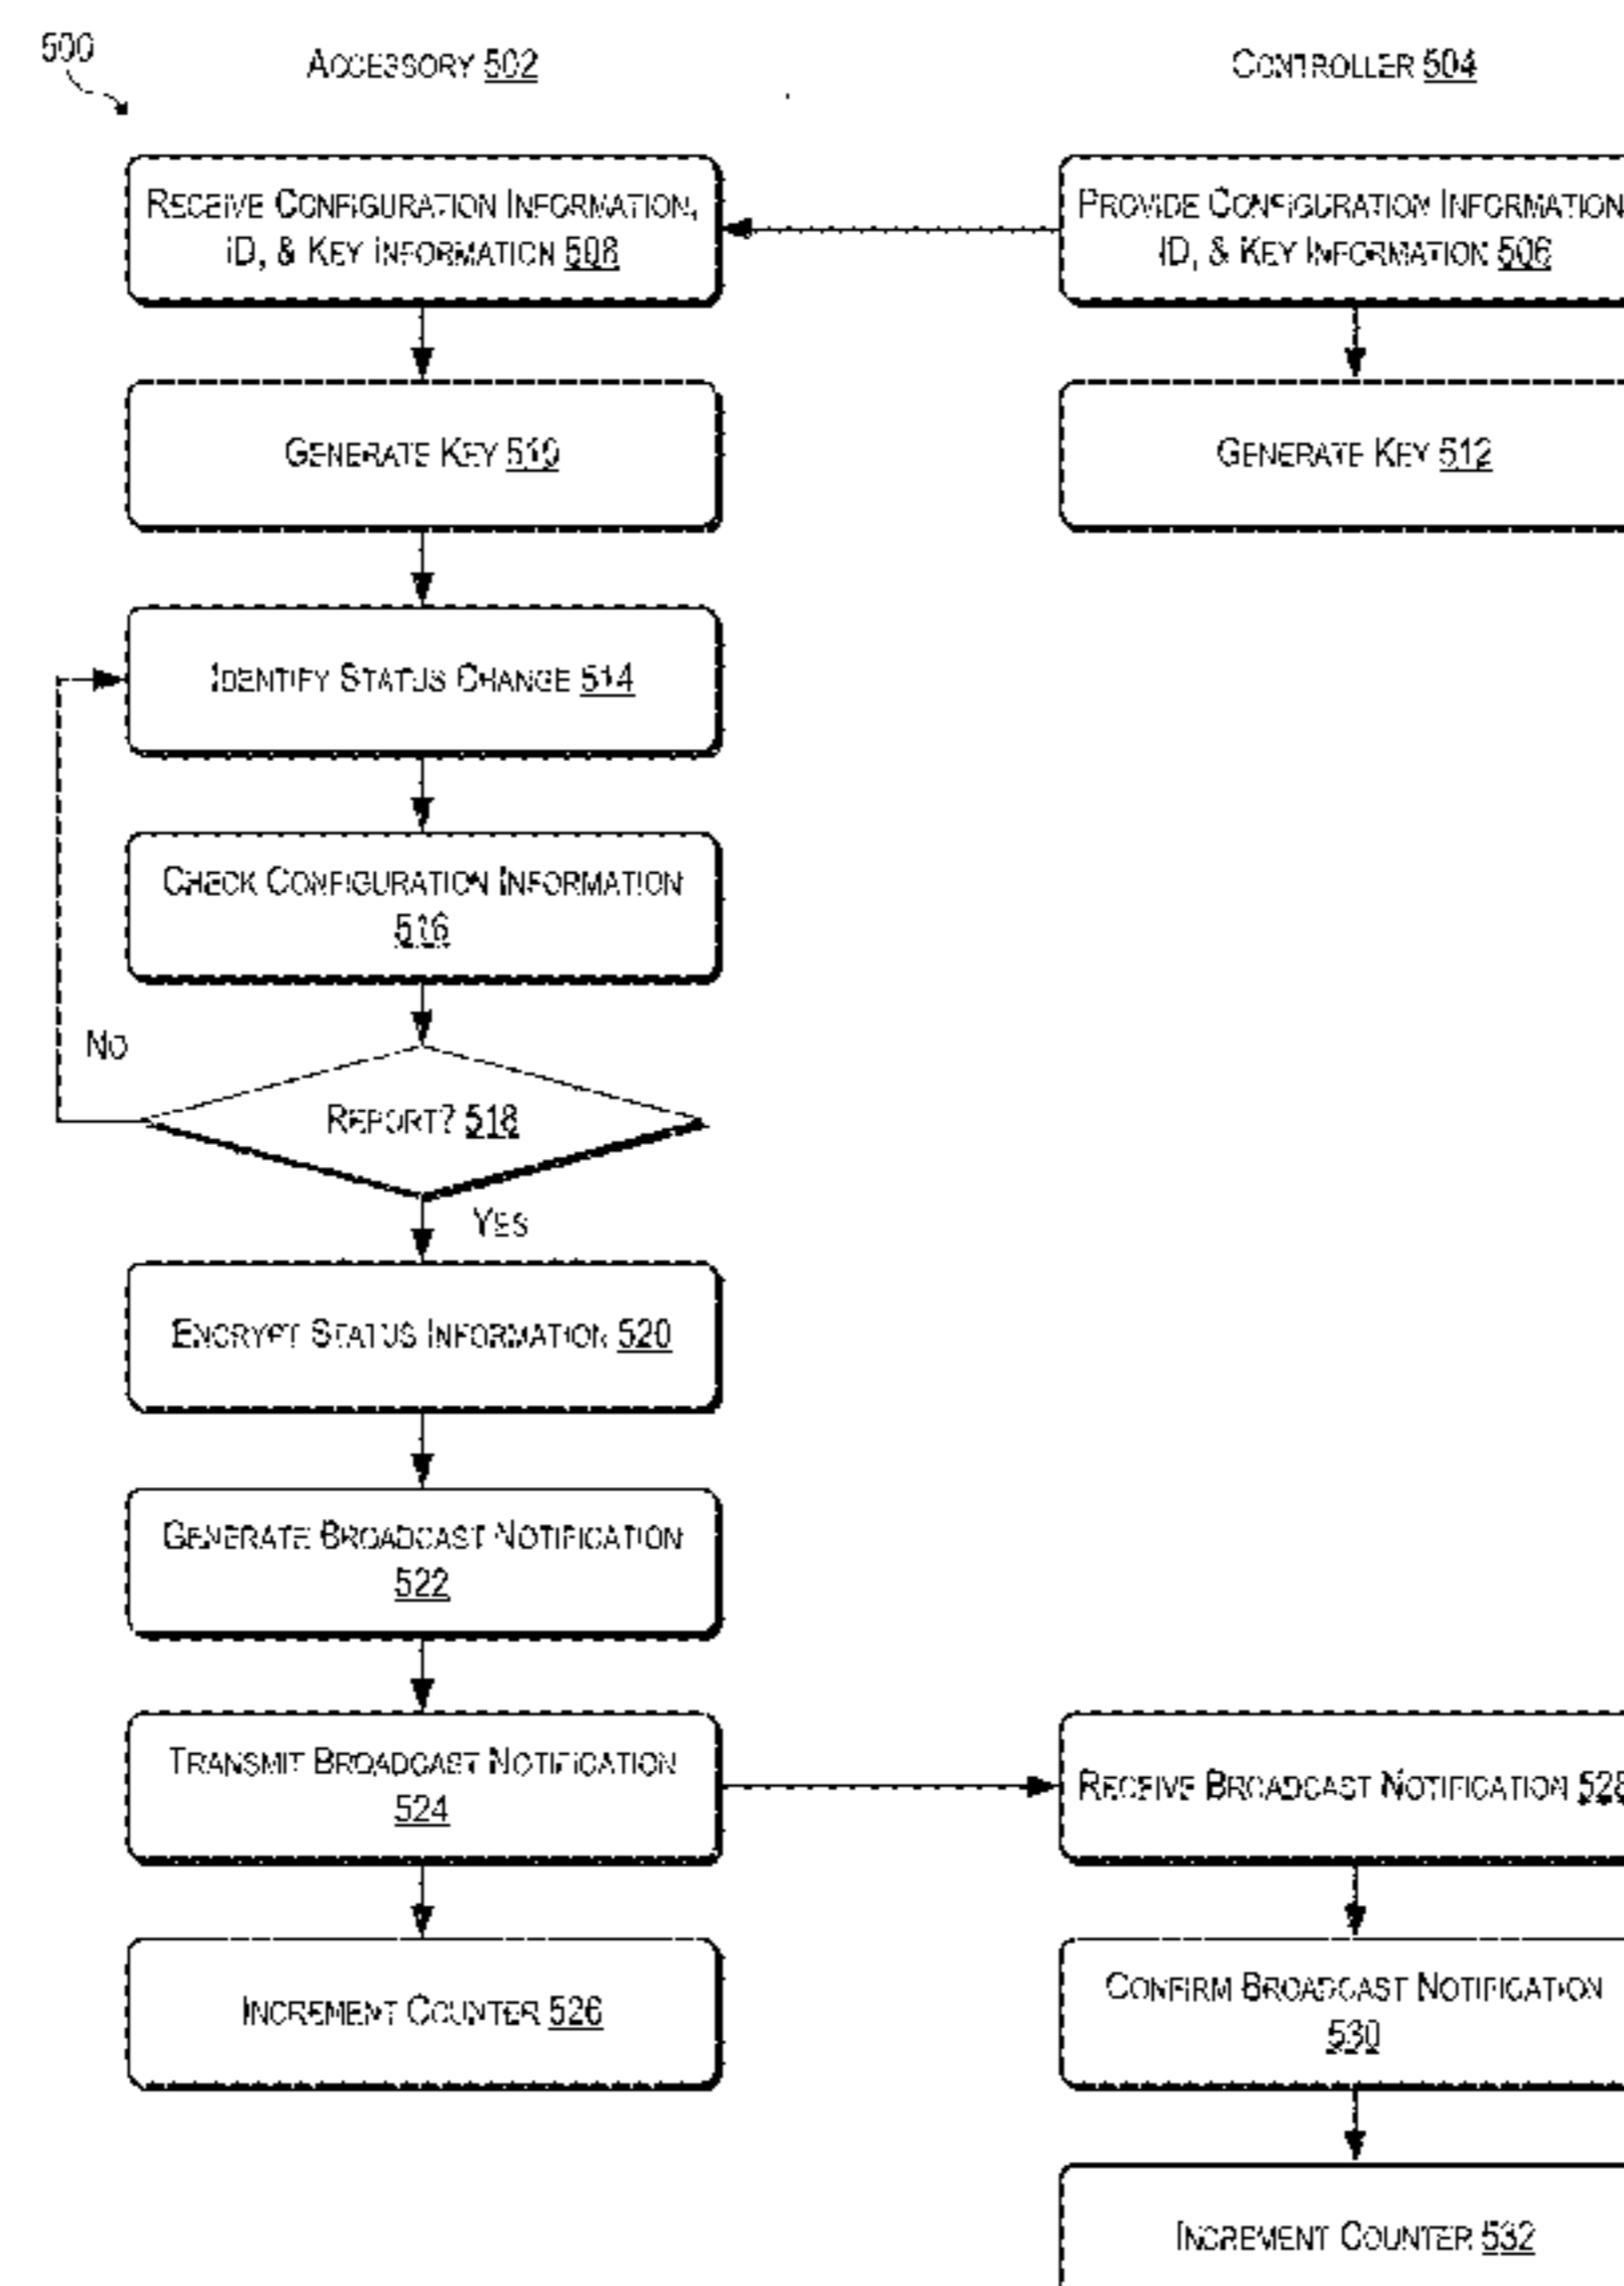 500
ACCESSORY 502
CONTROLLER 504
RECEIVE CONFIGURATION INFORMATION,
ID, & KEY INFORMATION 508
PROVIDE CONFIGURATION INFORMATION
ID, & KEY INFORMATION 506
GENERATE KEY 510
GENERATE KEY 512
IDENTIFY STATUS CHANGE 514
CHECK CONFIGURATION INFORMATION
516
NO
REPORT? 518
YES
ENCRYPT STATUS INFORMATION 520
GENERATE BROADCAST NOTIFICATION
522
TRANSMIT BROADCAST NOTIFICATION
524
RECEIVE BROADCAST NOTIFICATION 528
INCREMENT COUNTER 526
CONFIRM BROADCAST NOTIFICATION
530
INCREMENT COUNTER 532